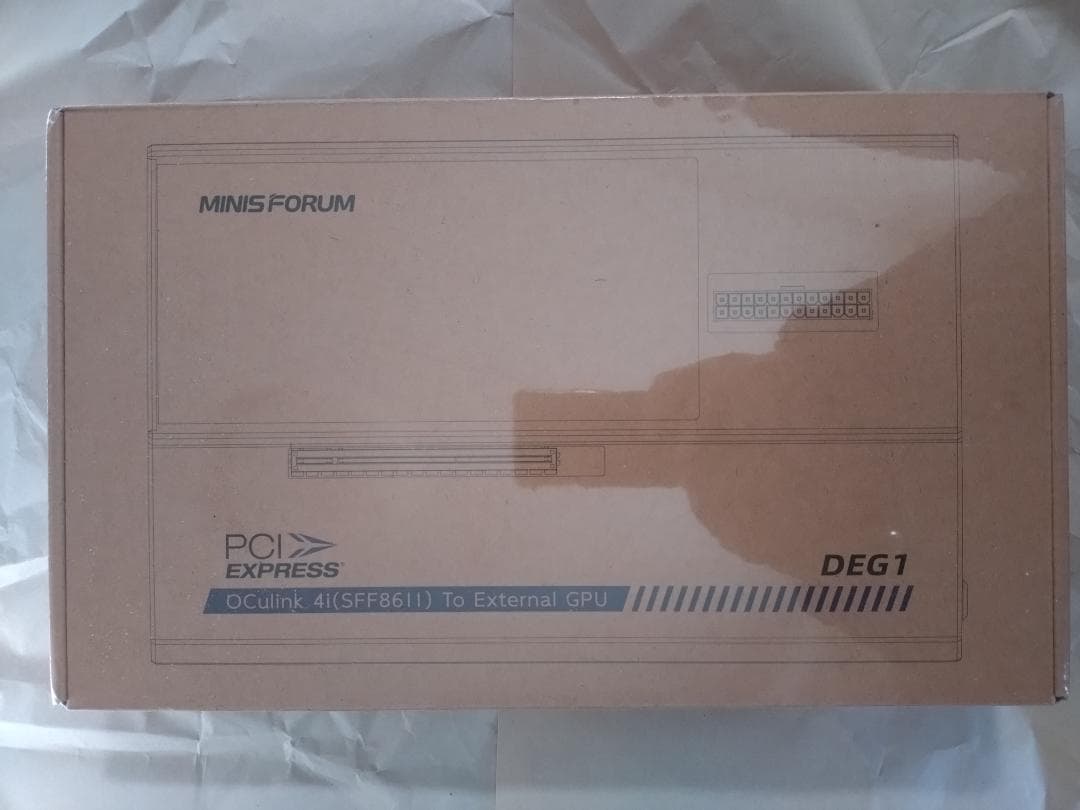 MINISFORUM
PCI
EXPRESS®
DEG1
OCulink 4i(SFF8611) To External GPU